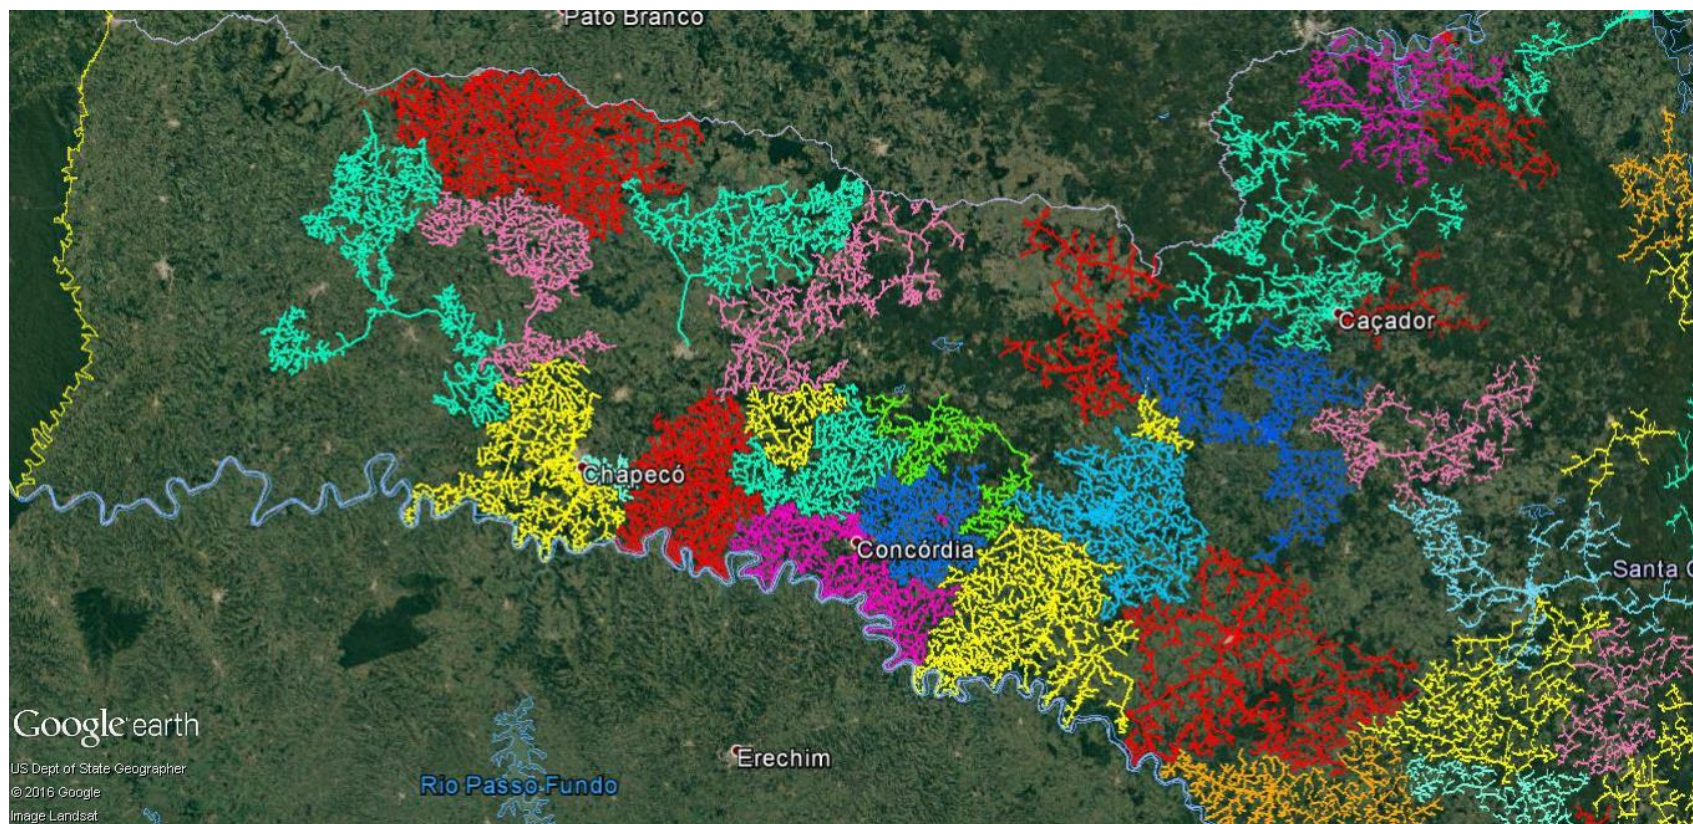 Pato Branco
Caçador
Chapecó
Concórdia
Santa C
Google earth
Erechim
US Dept of State Geographer
Rio Passo Fundo
© 2016 Google
Image Landsat